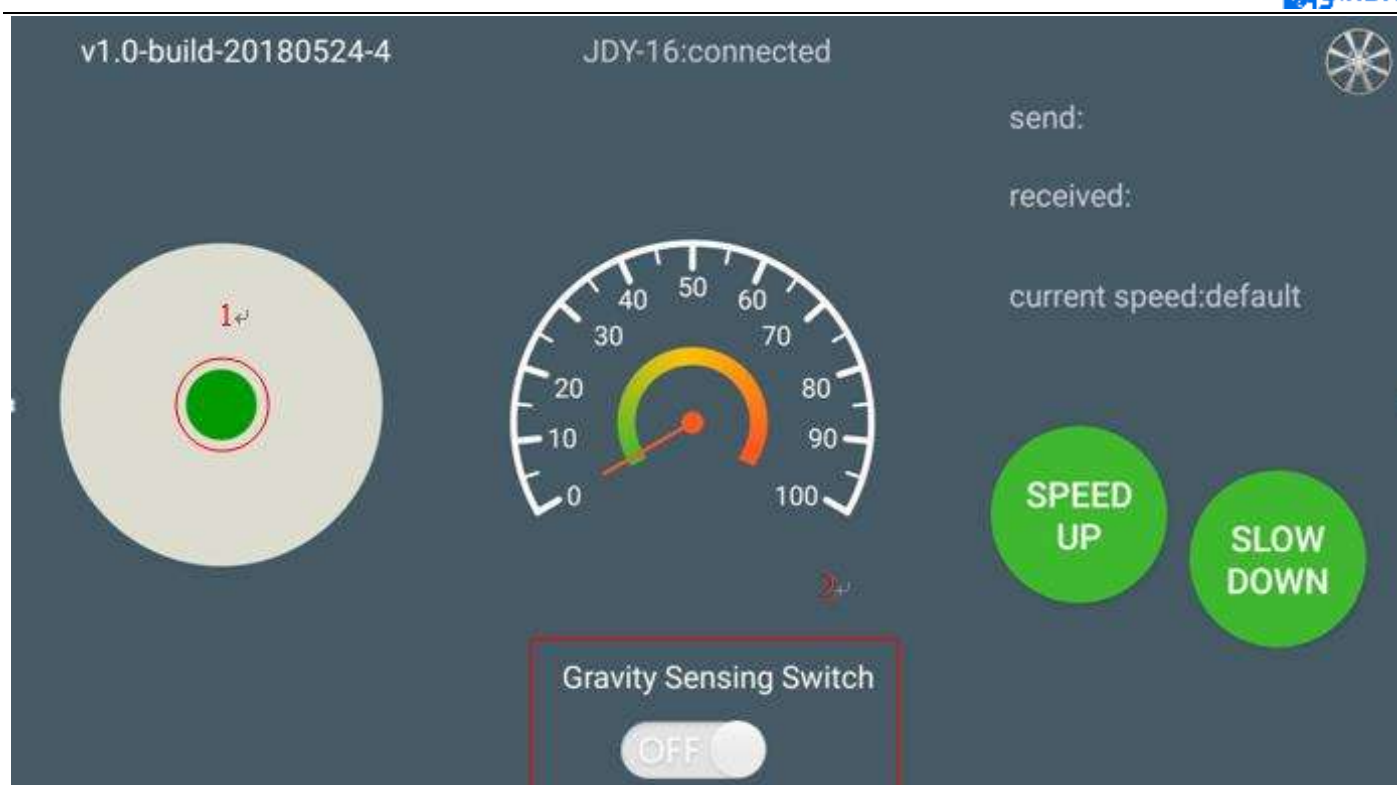 v1.0-build-20180524-4
JDY-16:connected
send:
received:
current speed:default
1
0
10
20
30
40
50
60
70
80
90
100
SPEED
UP
SLOW
DOWN
2
Gravity Sensing Switch
OFF